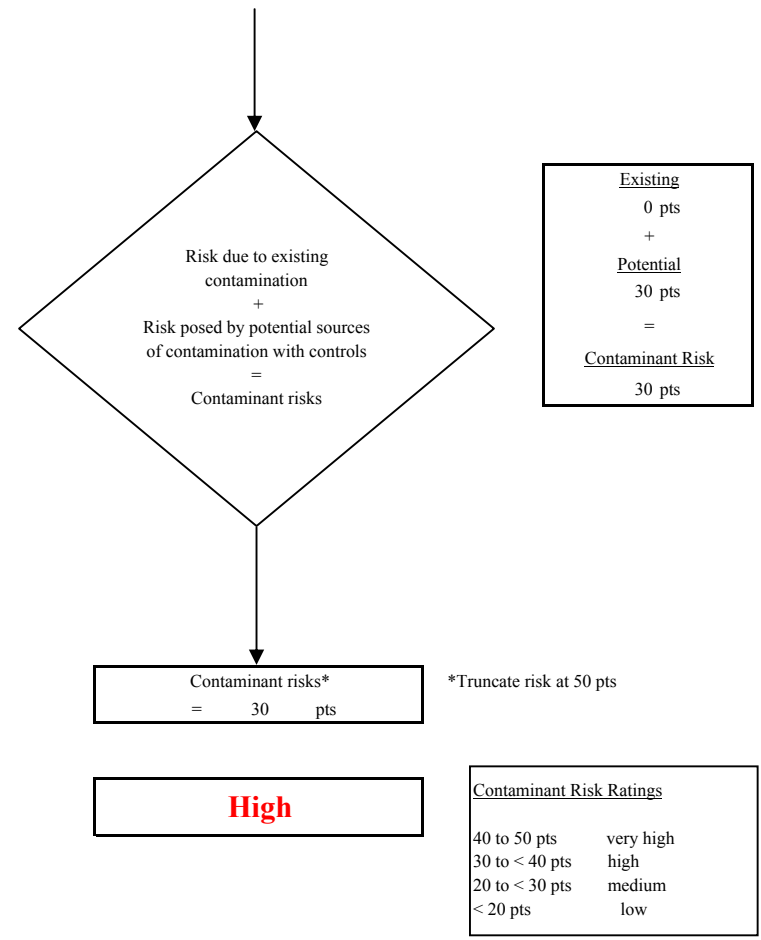 Risk due to existing
contamination
+
Risk posed by potential sources
of contamination with controls
=
Contaminant risks
Existing
0 pts
+
Potential
30 pts
=
Contaminant Risk
30 pts
Contaminant risks*
= 30 pts
*Truncate risk at 50 pts
High
Contaminant Risk Ratings
40 to 50 pts very high
30 to < 40 pts high
20 to < 30 pts medium
< 20 pts low